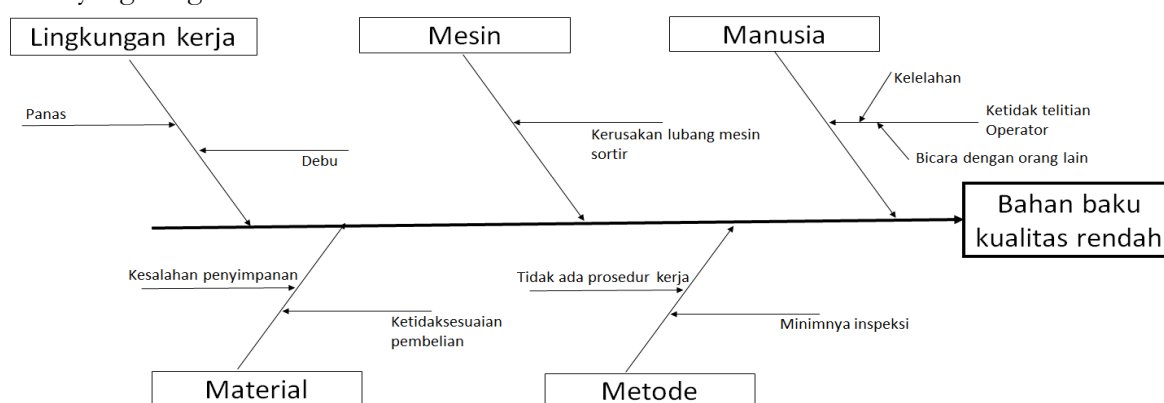 Lingkungan kerja
Mesin
Manusia
Kelelahan
Panas
Ketidak telitian
Operator
Kerusakan lubang mesin
sortir
Debu
Bicara dengan orang lain
Bahan baku
kualitas rendah
Kesalahan penyimpanan
Tidak ada prosedur kerja
Ketidaksesuaian
pembelian
Minimnya inspeksi
Material
Metode